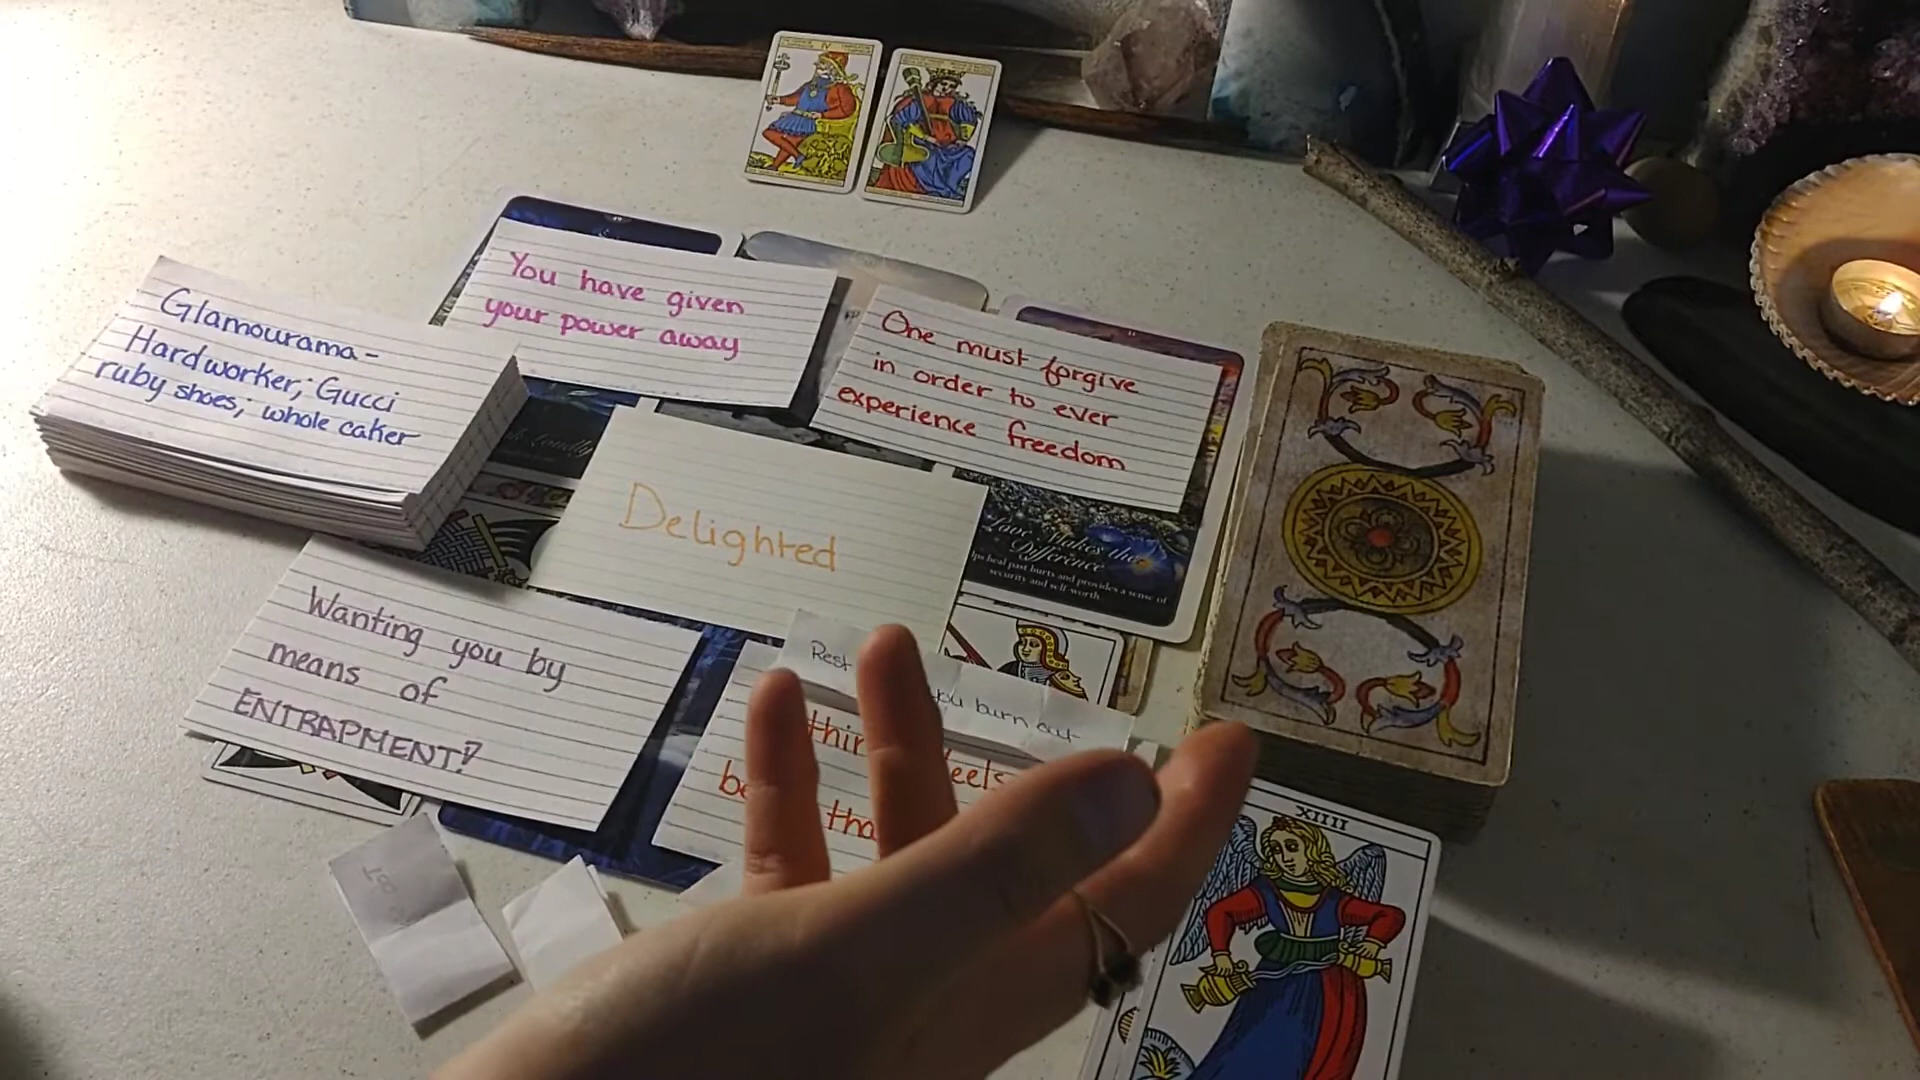 You have given
your power away
Glamourama-
Hardworker; Gucci
ruby shoes; whole caker
One must forgive
in order to ever
experience freedom
Delighted
Love Makes the
Difference
heal past hurts and provides a sense of
security and self-worth
Wanting you by
means of
ENTRAPMENT!
Rest
you burn out
XIIII
IV